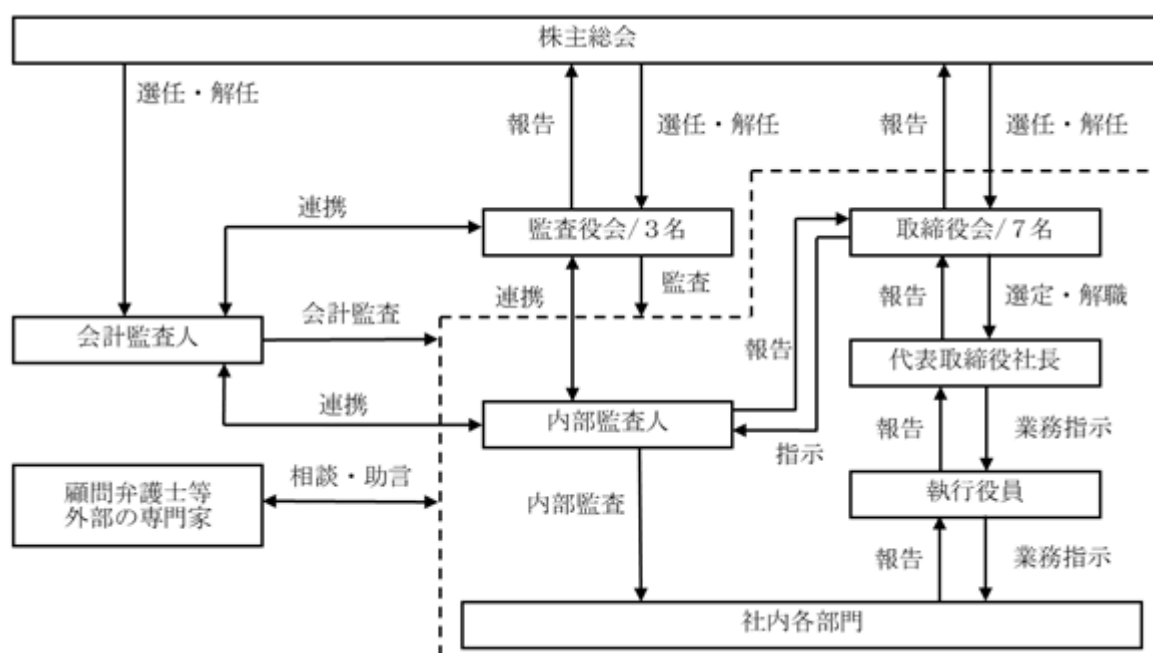 株主総会
選任・解任
報告
選任・解任
報告
選任・解任
連携
監査役会/３名
取締役会/７名
連携
監査
報告
選定・解職
会計監査人
会計監査
報告
代表取締役社長
連携
内部監査人
指示
報告
業務指示
顧問弁護士等
外部の専門家
相談・助言
内部監査
執行役員
報告
業務指示
社内各部門